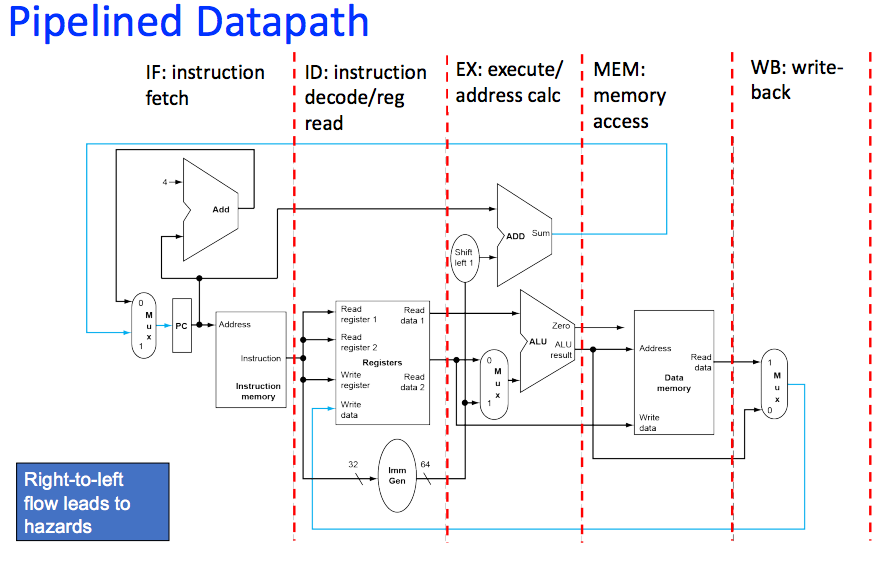 Pipelined Datapath
IF: instruction
fetch
ID: instruction
decode/reg
read
EX: execute/
address calc
MEM:
memory
access
WB: write-
back
4
Add
ADD
Sum
Shift
left 1
0
M
u
x
1
PC
Address
Instruction
Instruction
memory
Read
register 1
Read
register 2
Registers
Write
register
Write
data
Read
data 1
Read
data 2
0
M
u
x
1
Zero
ALU
ALU
result
Address
Read
data
Data
memory
Write
data
1
M
u
x
0
32
Imm
Gen
64
Right-to-left
flow leads to
hazards